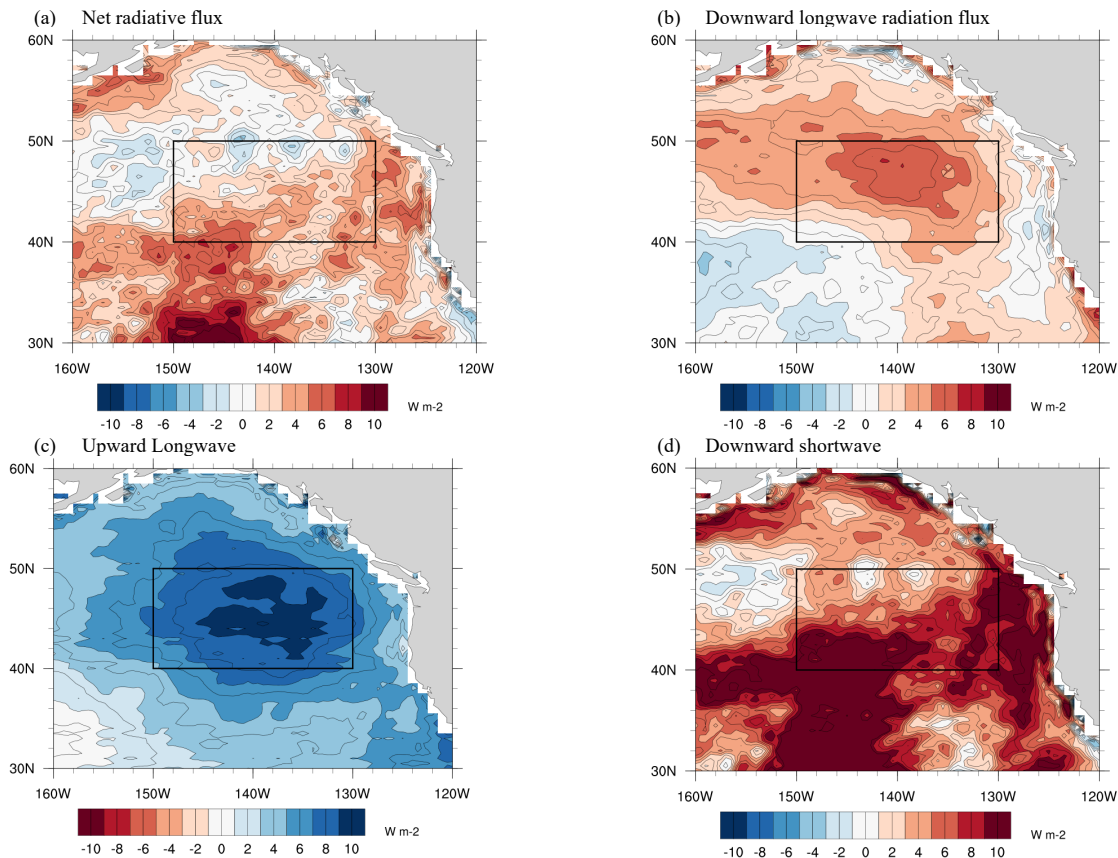 (a) Net radiative flux
60N
50N
40N
30N
160W 150W 140W 130W 120W
-10 -8 -6 -4 -2 0 2 4 6 8 10 W m-2
(b) Downward longwave radiation flux
60N
50N
40N
30N
160W 150W 140W 130W 120W
-10 -8 -6 -4 -2 0 2 4 6 8 10 W m-2
(c) Upward Longwave
60N
50N
40N
30N
160W 150W 140W 130W 120W
-10 -8 -6 -4 -2 0 2 4 6 8 10 W m-2
(d) Downward shortwave
60N
50N
40N
30N
160W 150W 140W 130W 120W
-10 -8 -6 -4 -2 0 2 4 6 8 10 W m-2